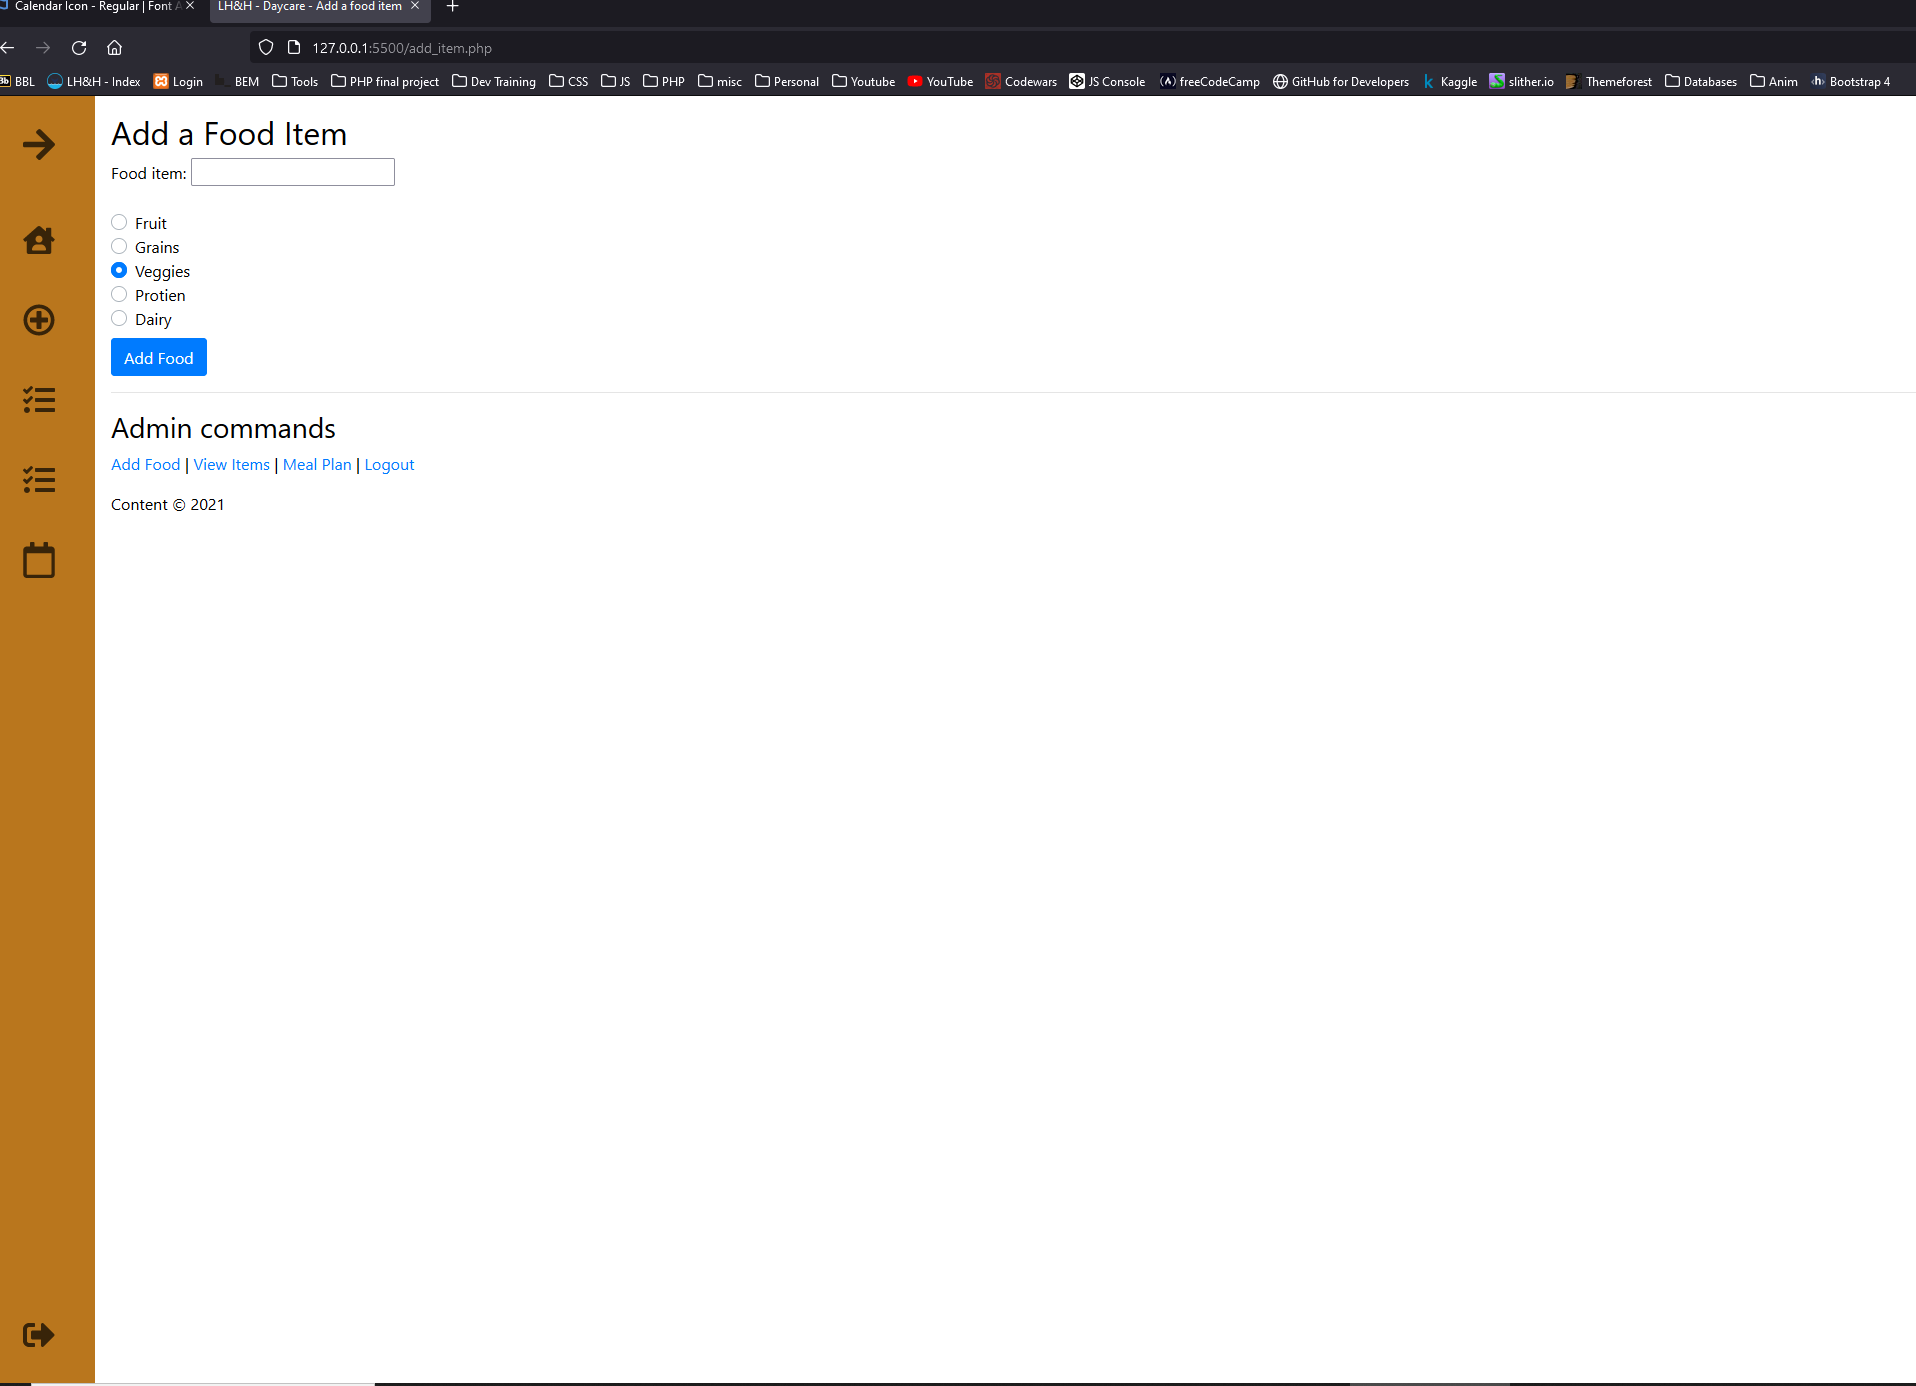 Calendar Icon - Regular | Font A
LH&H - Daycare - Add a food item
127.0.0.1:5500/add_item.php
BBL LH&H - Index Login BEM Tools PHP final project Dev Training CSS JS PHP misc Personal Youtube YouTube Codewars JS Console freeCodeCamp GitHub for Developers Kaggle slither.io Themeforest Databases Anim Bootstrap 4
Add a Food Item
Food item:
Fruit
Grains
Veggies
Protien
Dairy
Add Food
Admin commands
Add Food | View Items | Meal Plan | Logout
Content © 2021